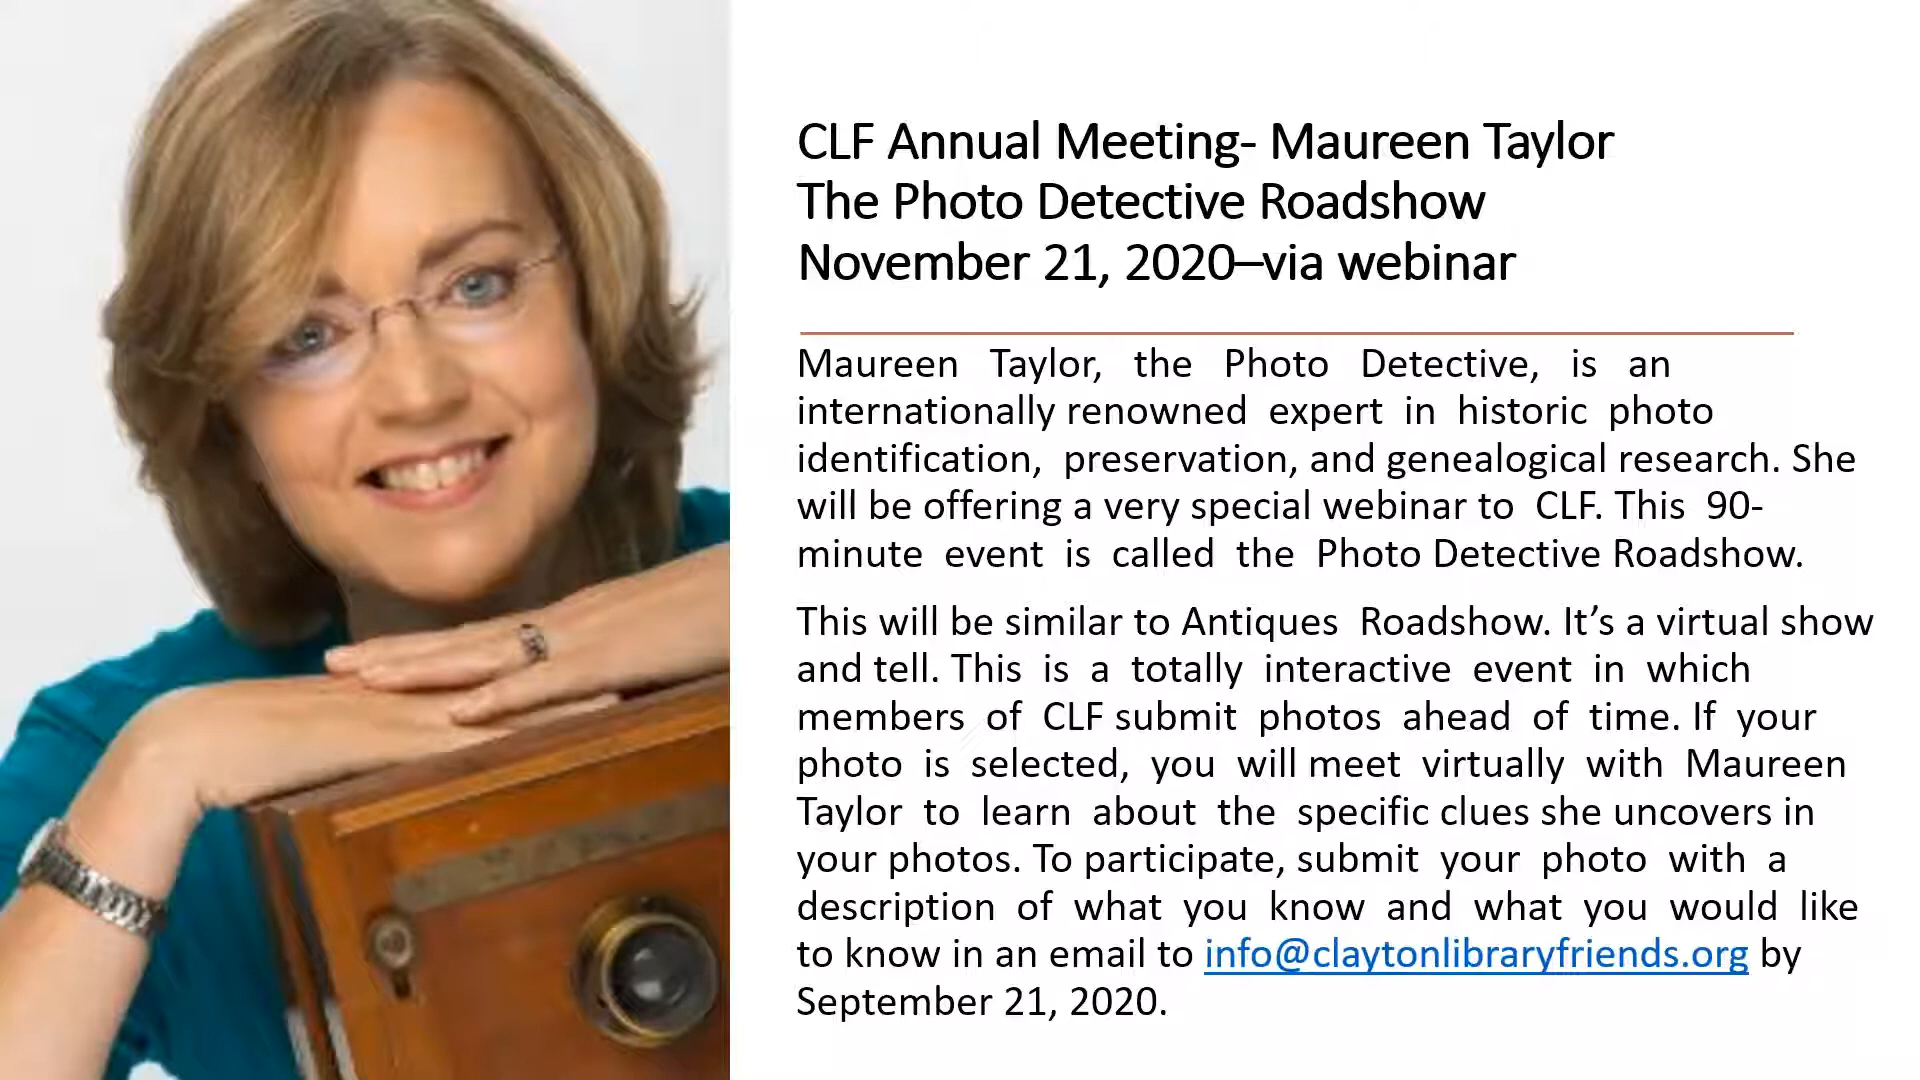 CLF Annual Meeting- Maureen Taylor
The Photo Detective Roadshow
November 21, 2020–via webinar
Maureen Taylor, the Photo Detective, is an
internationally renowned expert in historic photo
identification, preservation, and genealogical research. She
will be offering a very special webinar to CLF. This 90-
minute event is called the Photo Detective Roadshow.
This will be similar to Antiques Roadshow. It’s a virtual show
and tell. This is a totally interactive event in which
members of CLF submit photos ahead of time. If your
photo is selected, you will meet virtually with Maureen
Taylor to learn about the specific clues she uncovers in
your photos. To participate, submit your photo with a
description of what you know and what you would like
to know in an email to info@claytonlibraryfriends.org by
September 21, 2020.